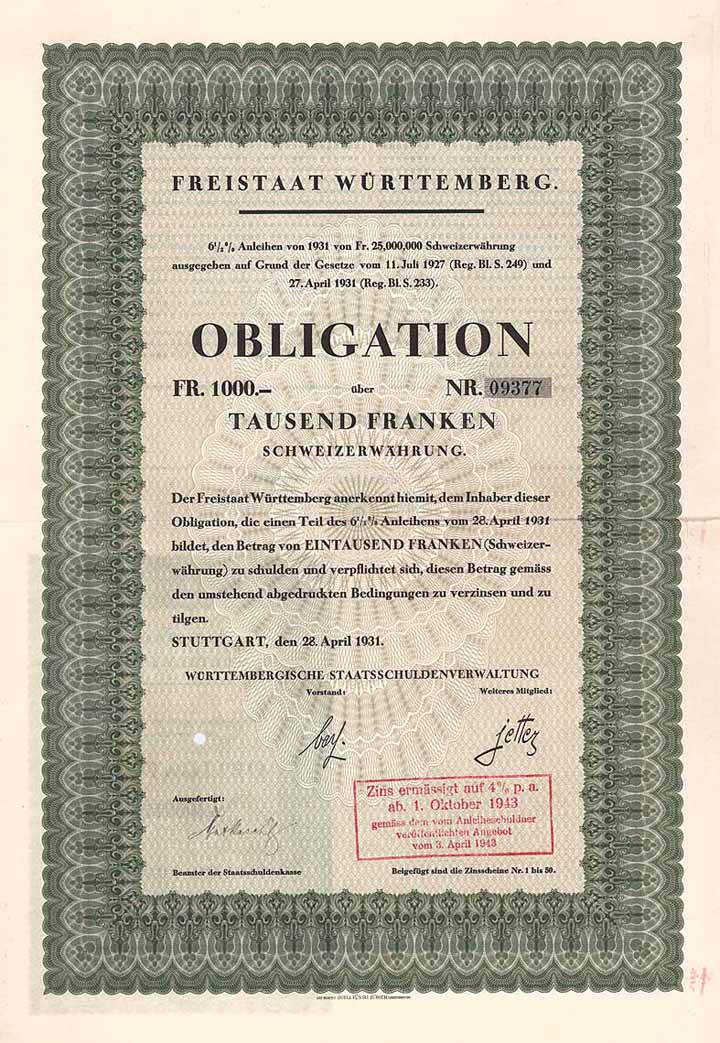 FREISTAAT WÜRTTEMBERG.
6½% Anleihen von 1931 von Fr. 25,000,000 Schweizerwährung
ausgegeben auf Grund der Gesetze vom 11. Juli 1927 (Reg. Bl. S. 249) und
27. April 1931 (Reg. Bl. S. 233).
OBLIGATION
FR. 1000.– über NR. 09377
TAUSEND FRANKEN
SCHWEIZERWÄHRUNG.
Der Freistaat Württemberg anerkennt hiemit, dem Inhaber dieser
Obligation, die einen Teil des 6½% Anleihens vom 28. April 1931
bildet, den Betrag von EINTAUSEND FRANKEN (Schweizer-
währung) zu schulden und verpflichtet sich, diesen Betrag gemäss
den umstehend abgedruckten Bedingungen zu verzinsen und zu
tilgen.
STUTTGART, den 28. April 1931.
WÜRTTEMBERGISCHE STAATSSCHULDENVERWALTUNG
Vorstand: Weiteres Mitglied:
jetter
Zins ermässigt auf 4% p. a.
ab. 1. Oktober 1943
gemäss dem vom Anleiheschuldner
veröffentlichten Angebot
vom 3. April 1943
Ausgefertigt:
Beamter der Staatsschuldenkasse Beigefügt sind die Zinsscheine Nr. 1 bis 50.